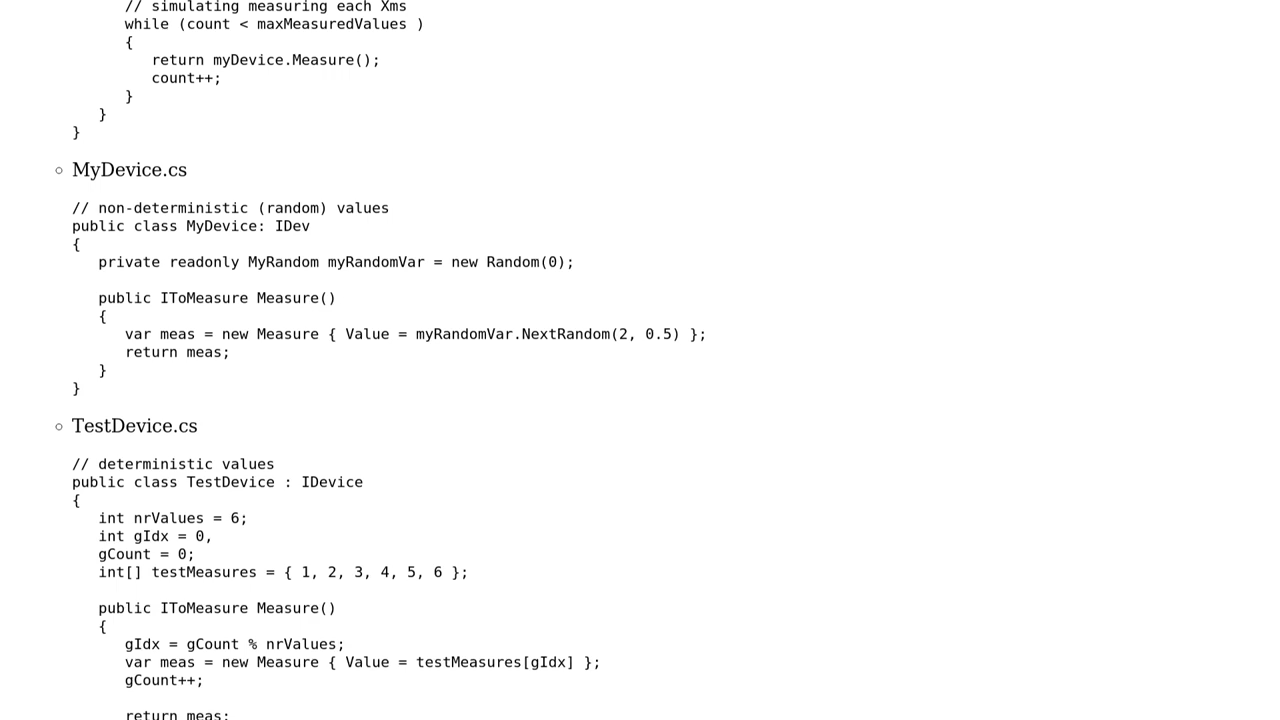 // simulating measuring each Xms
while (count < maxMeasuredValues )
{
return myDevice.Measure();
count++;
}
}
}
MyDevice.cs
// non-deterministic (random) values
public class MyDevice: IDev
{
private readonly MyRandom myRandomVar = new Random(0);
public IToMeasure Measure()
{
var meas = new Measure { Value = myRandomVar.NextRandom(2, 0.5) };
return meas;
}
}
TestDevice.cs
// deterministic values
public class TestDevice : IDevice
{
int nrValues = 6;
int gIdx = 0,
gCount = 0;
int[] testMeasures = { 1, 2, 3, 4, 5, 6 };
public IToMeasure Measure()
{
gIdx = gCount % nrValues;
var meas = new Measure { Value = testMeasures[gIdx] };
gCount++;
return meas;